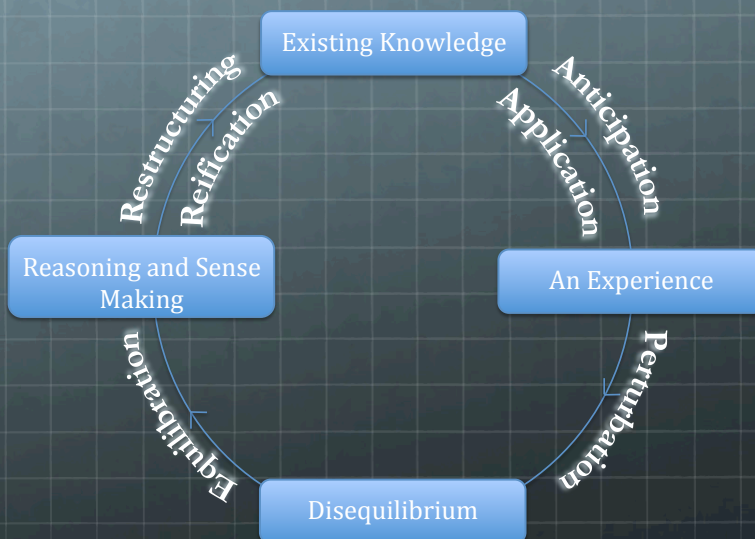 Existing Knowledge
Restructuring
Reification
Application
Anticipation
Reasoning and Sense
Making
An Experience
Equilibration
Perturbation
Disequilibrium